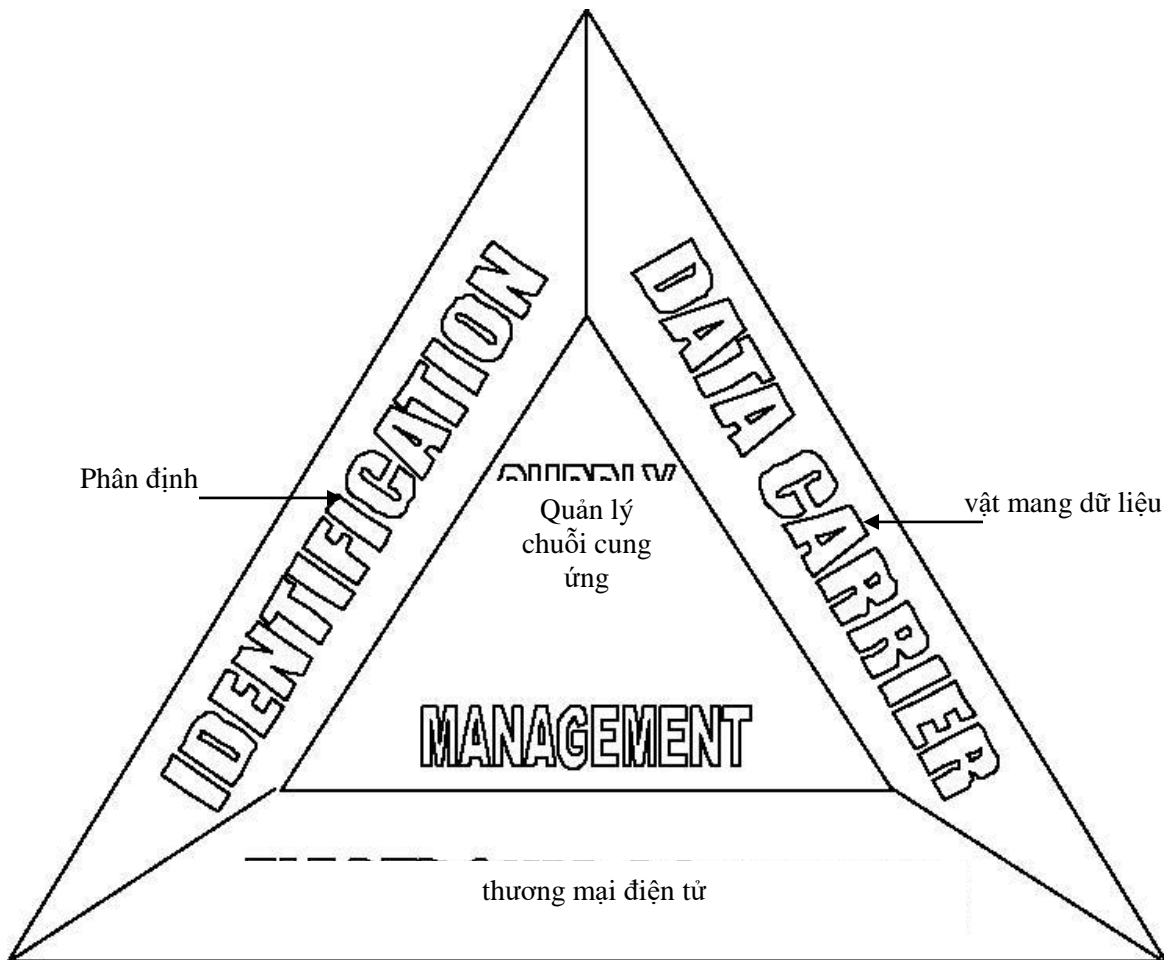 IDENTIFICATION
DATA CARRIER
Phân định
vật mang dữ liệu
SUPPLY
Quản lý
chuỗi cung
ứng
MANAGEMENT
thương mại điện tử